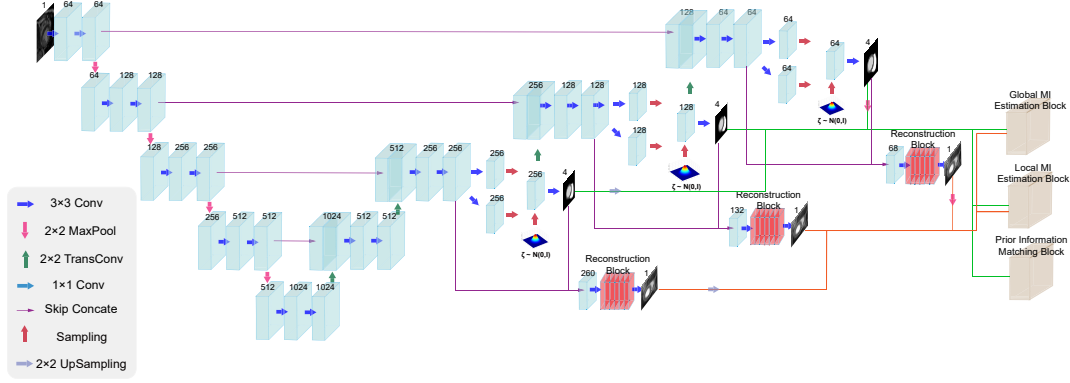 1
64
64
128
64
64
64
64
4
64
64
ζ ~ N(0,I)
64
128
128
256
128
128
128
128
128
4
ζ ~ N(0,I)
Global MI
Estimation Block
Reconstruction
Block
68
1
128
256
256
512
256
256
256
256
256
4
ζ ~ N(0,I)
Local MI
Estimation Block
Reconstruction
Block
132
1
256
512
512
1024
512
512
Prior Information
Matching Block
Reconstruction
Block
260
1
512
1024
1024
3×3 Conv
2×2 MaxPool
2×2 TransConv
1×1 Conv
Skip Concate
Sampling
2×2 UpSampling